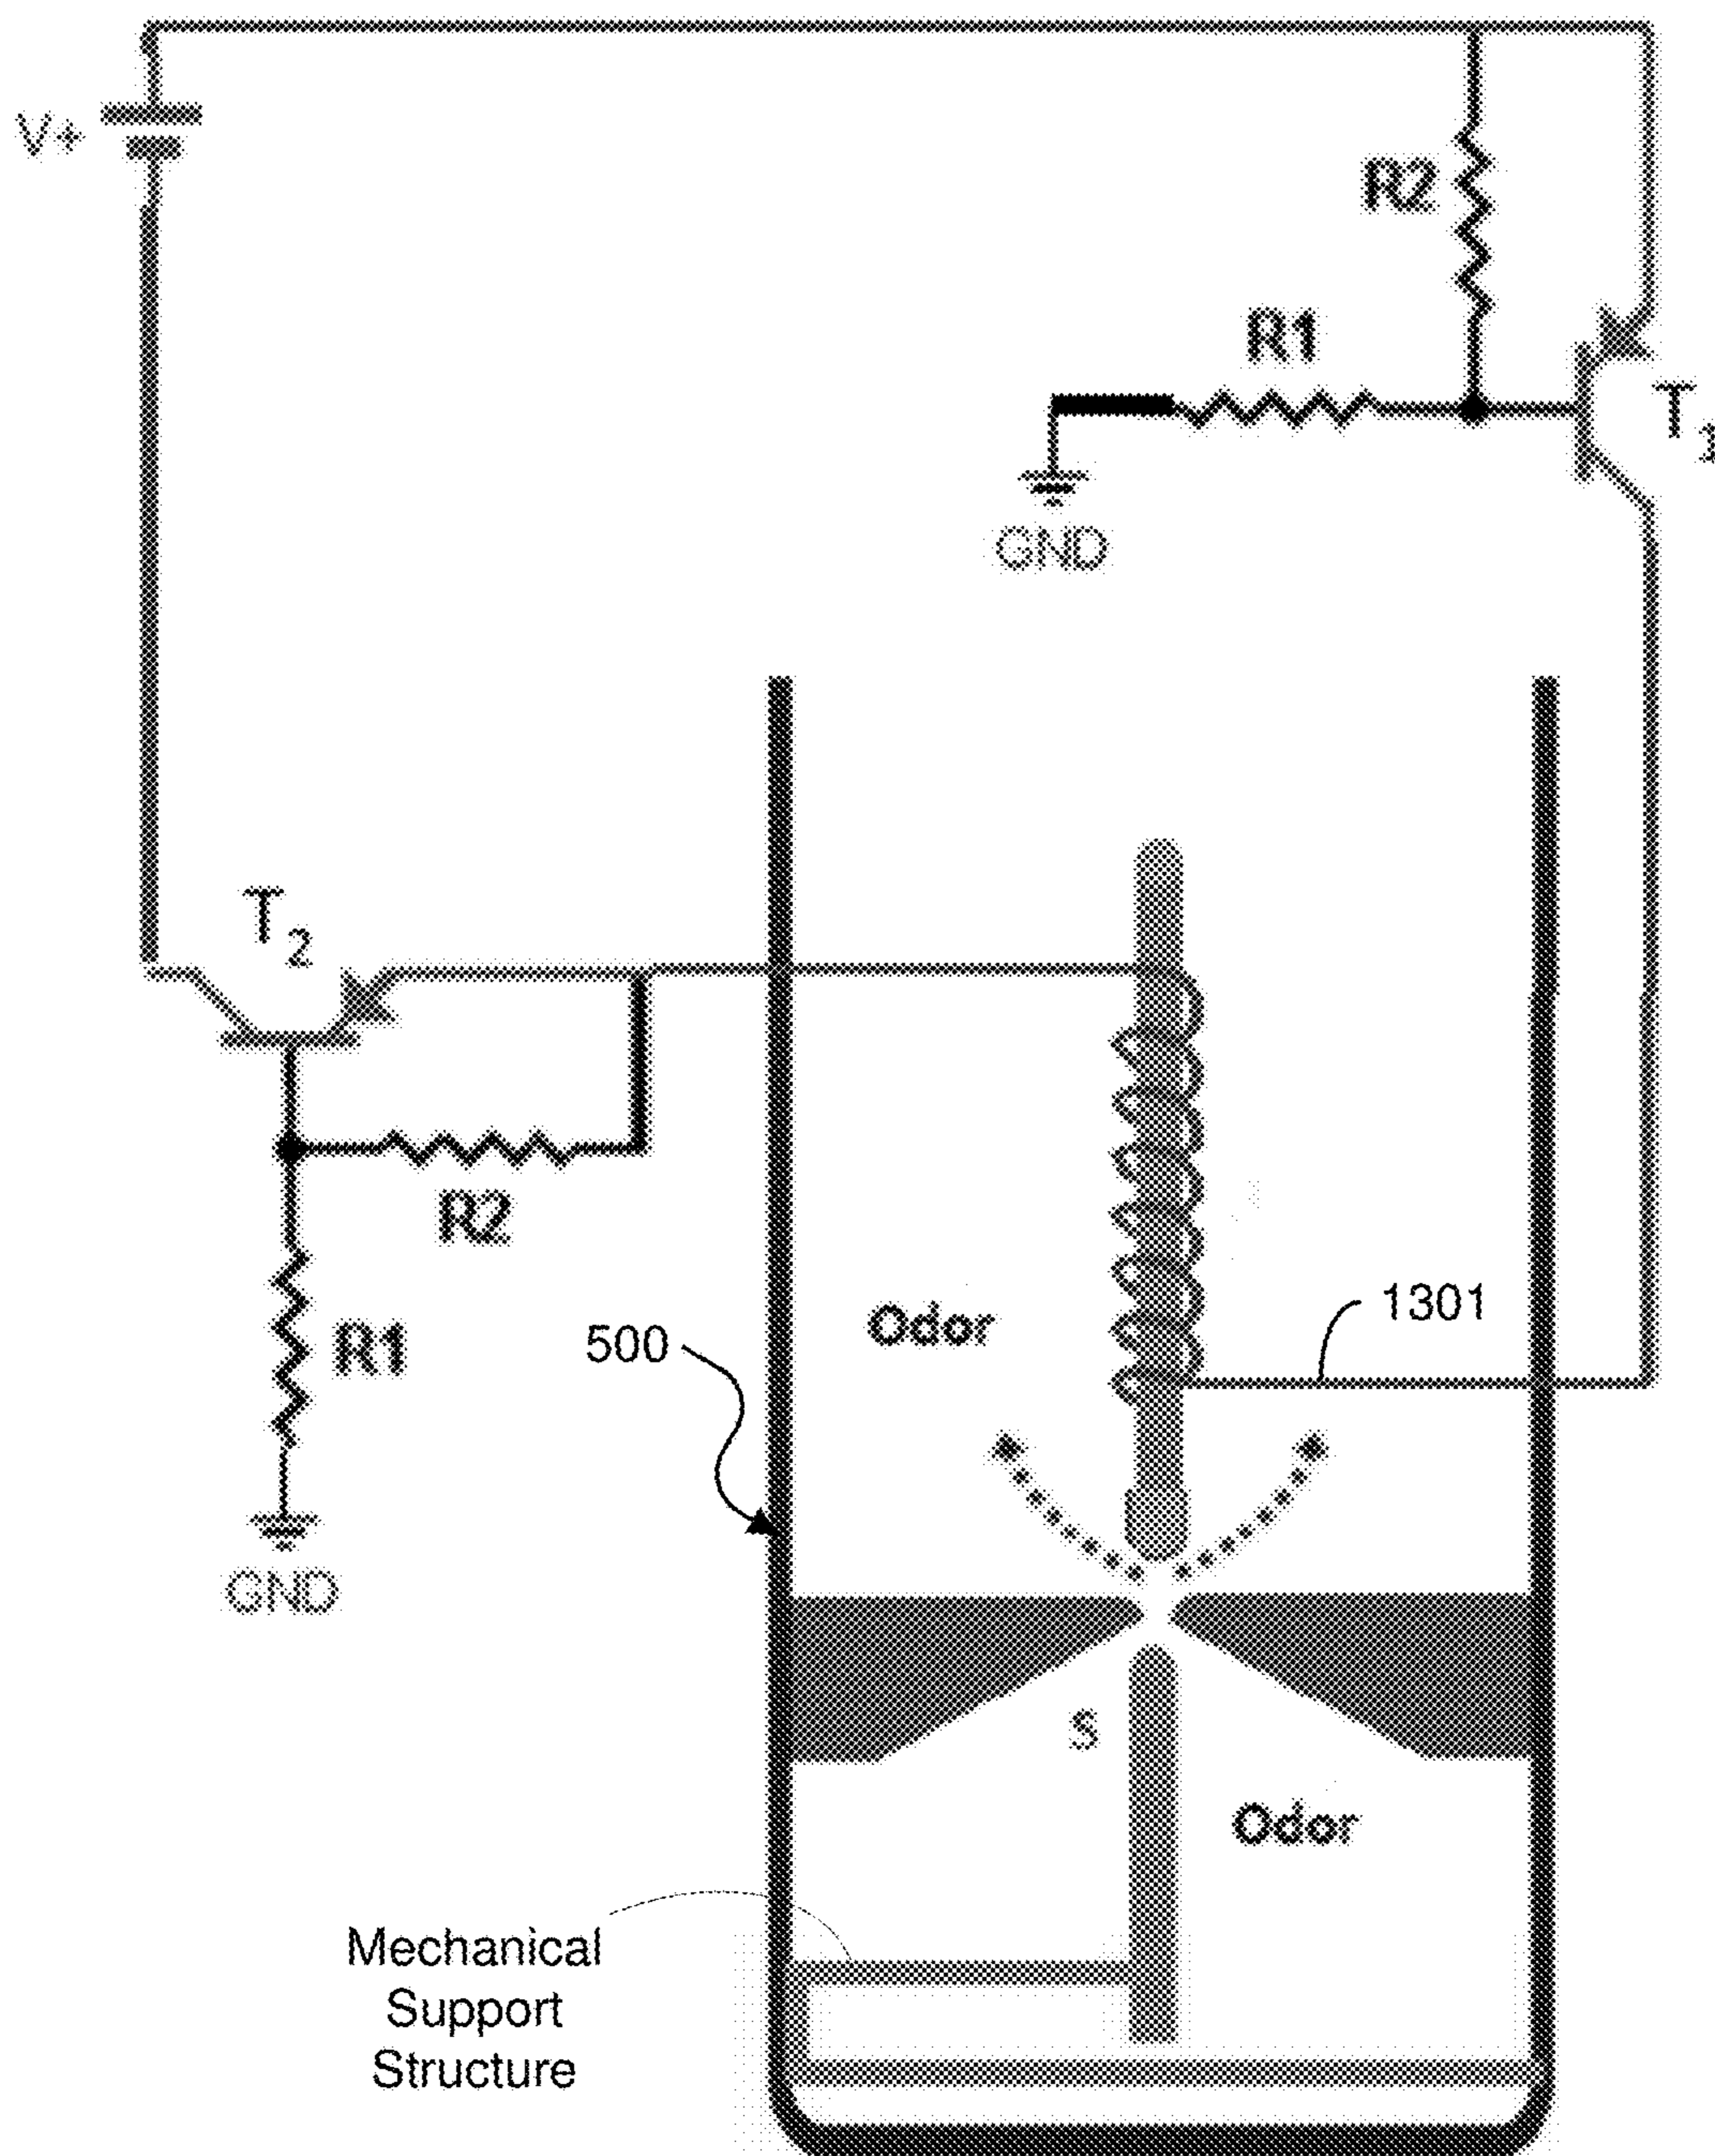 V+
R2
R1
T1
GND
T2
R2
R1
GND
Odor
1301
500
S
Odor
Mechanical
Support
Structure